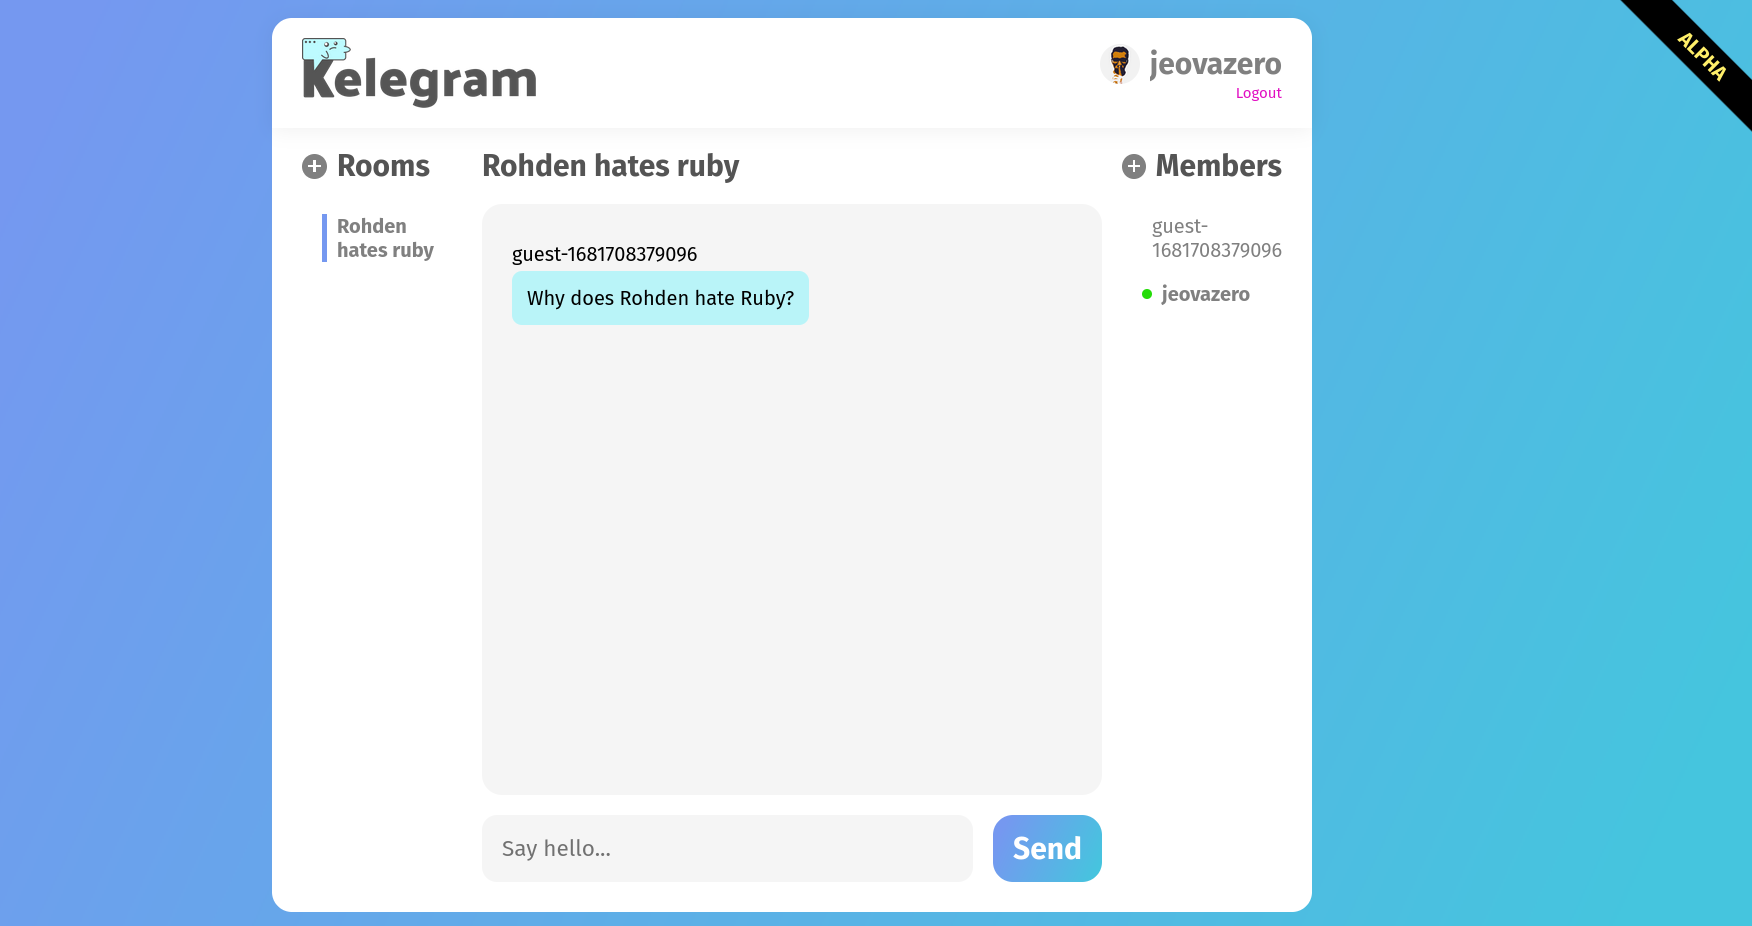 Kelegram
jeovazero
Logout
ALPHA
Rooms
Rohden
hates ruby
Rohden hates ruby
guest-1681708379096
Why does Rohden hate Ruby?
Say hello...
Send
Members
guest-
1681708379096
jeovazero